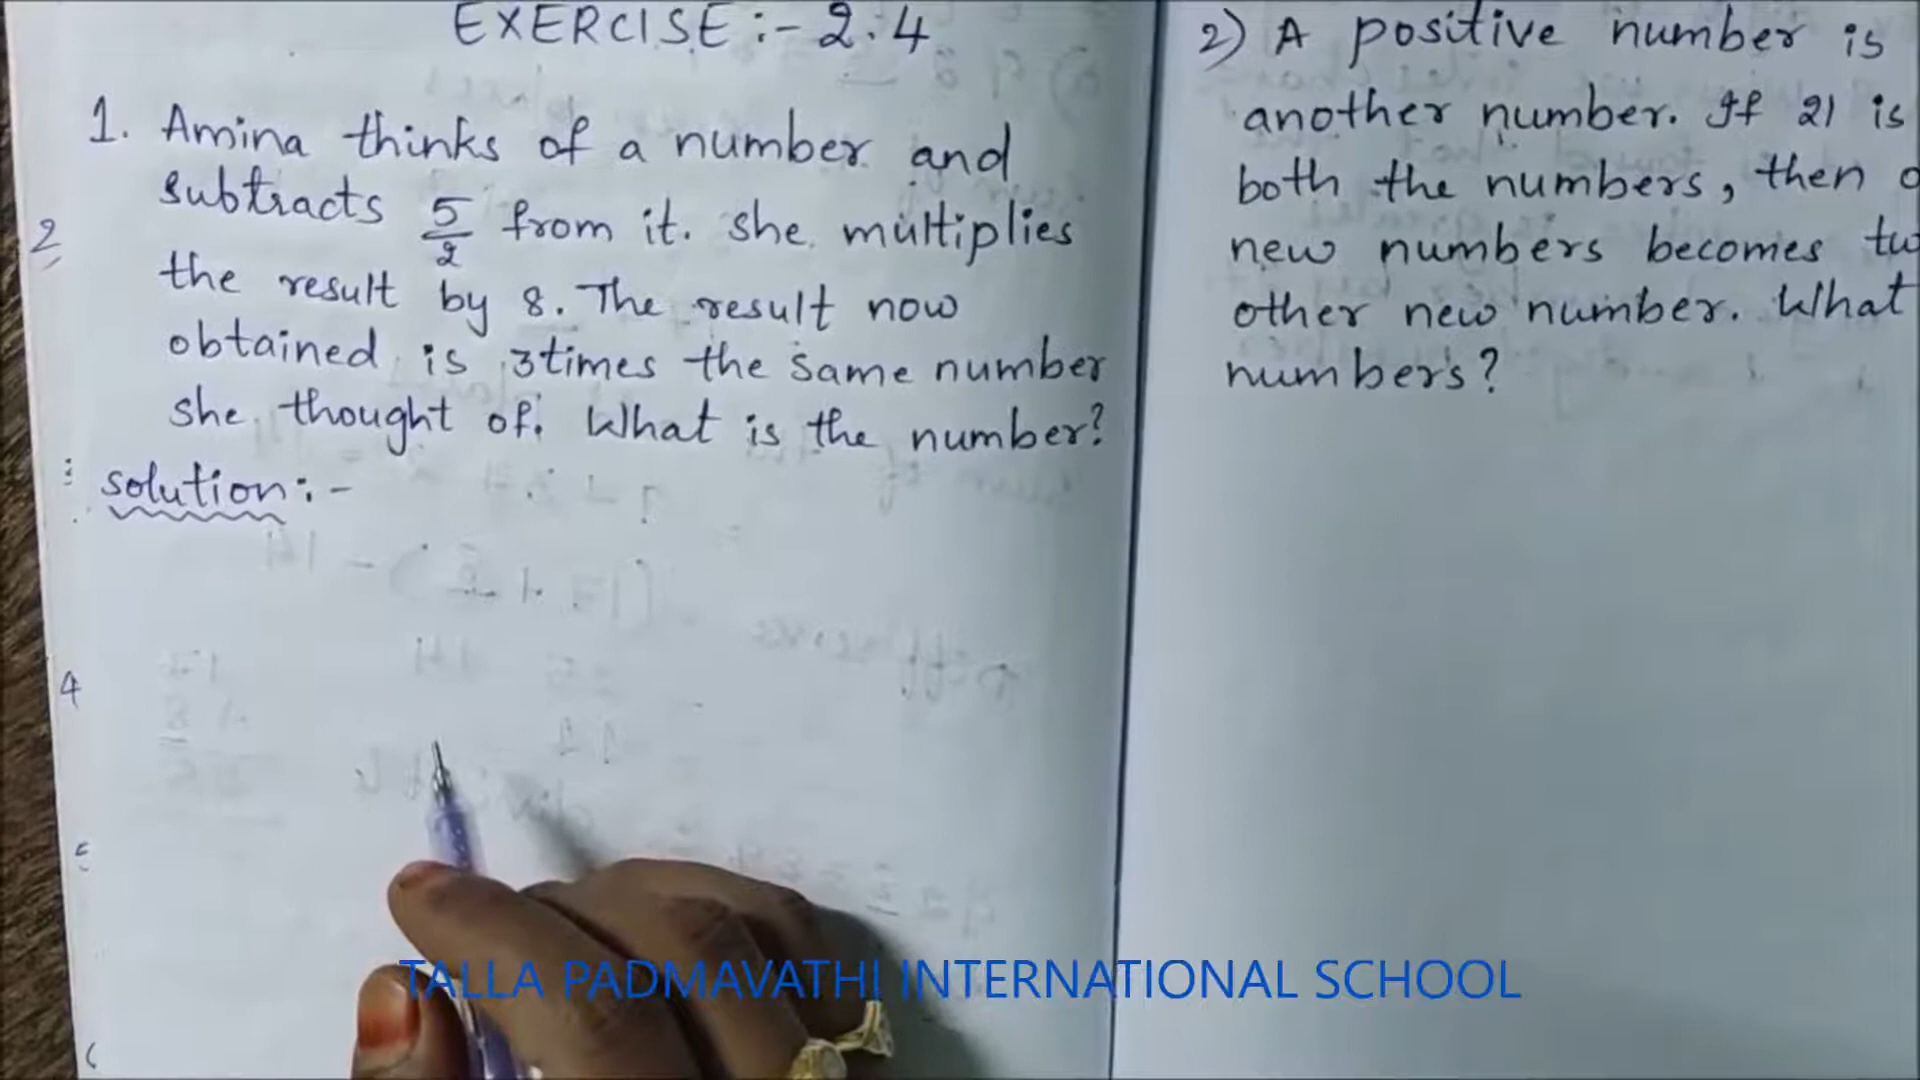 EXERCISE :- 2.4
1. Amina thinks of a number and
subtracts 5/2 from it. She multiplies
the result by 8. The result now
obtained is 3times the same number
she thought of. What is the number?
solution :-
2
4
5
2) A positive number is
another number. If 21 is
both the numbers, then
new numbers becomes
other new number. What
numbers?
TALLA PADMAVATHI INTERNATIONAL SCHOOL